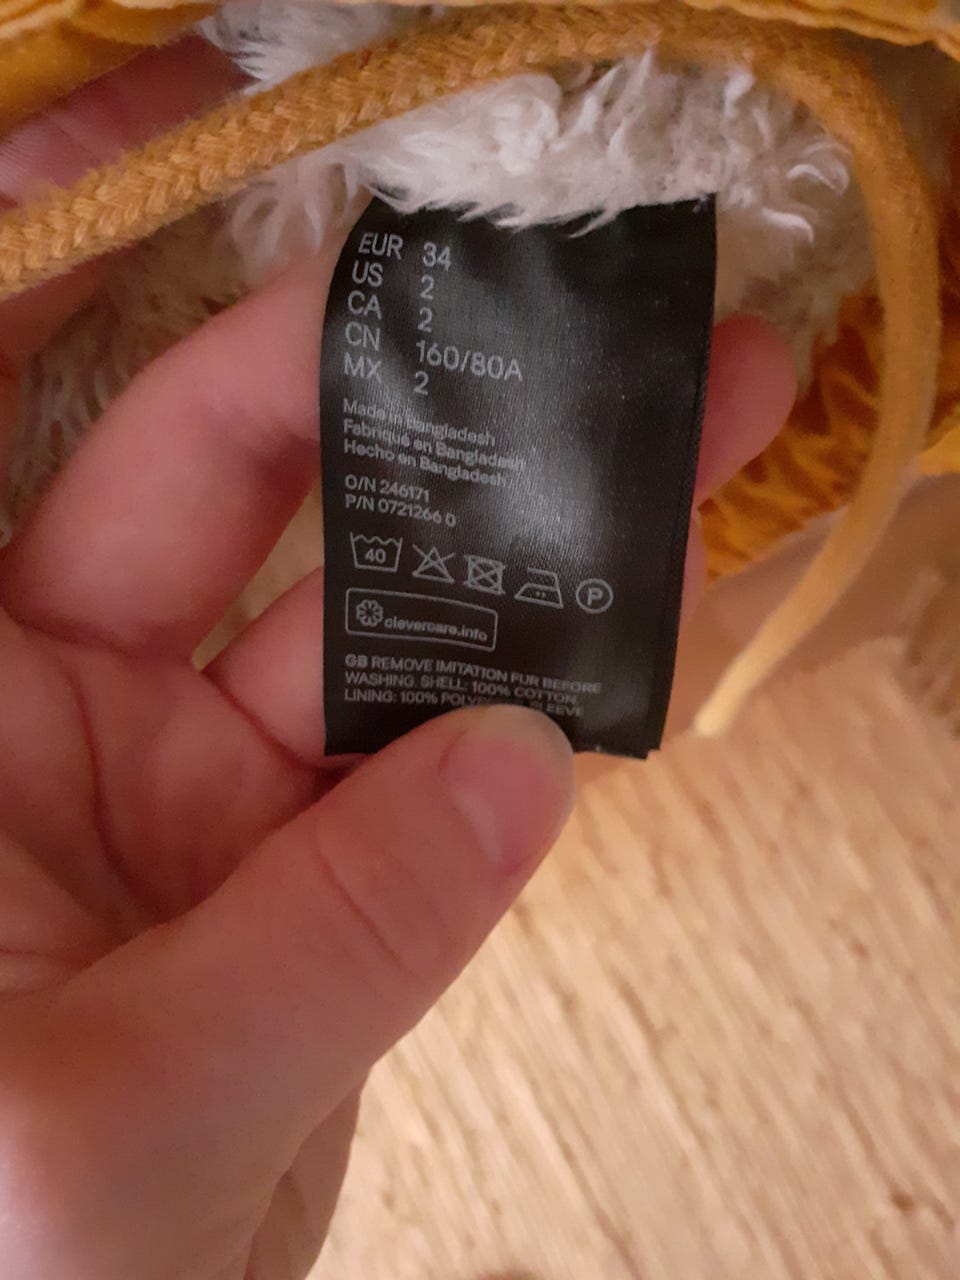 EUR 34
US 2
CA 2
CN 160/80A
MX 2
Made in Bangladesh
Fabriqué en Bangladesh
Hecho en Bangladesh
O/N 246171
P/N 0721266 0
40
P
clevercare.info
GB REMOVE IMITATION FUR BEFORE
WASHING. SHELL: 100% COTTON.
LINING: 100% SLEEVE